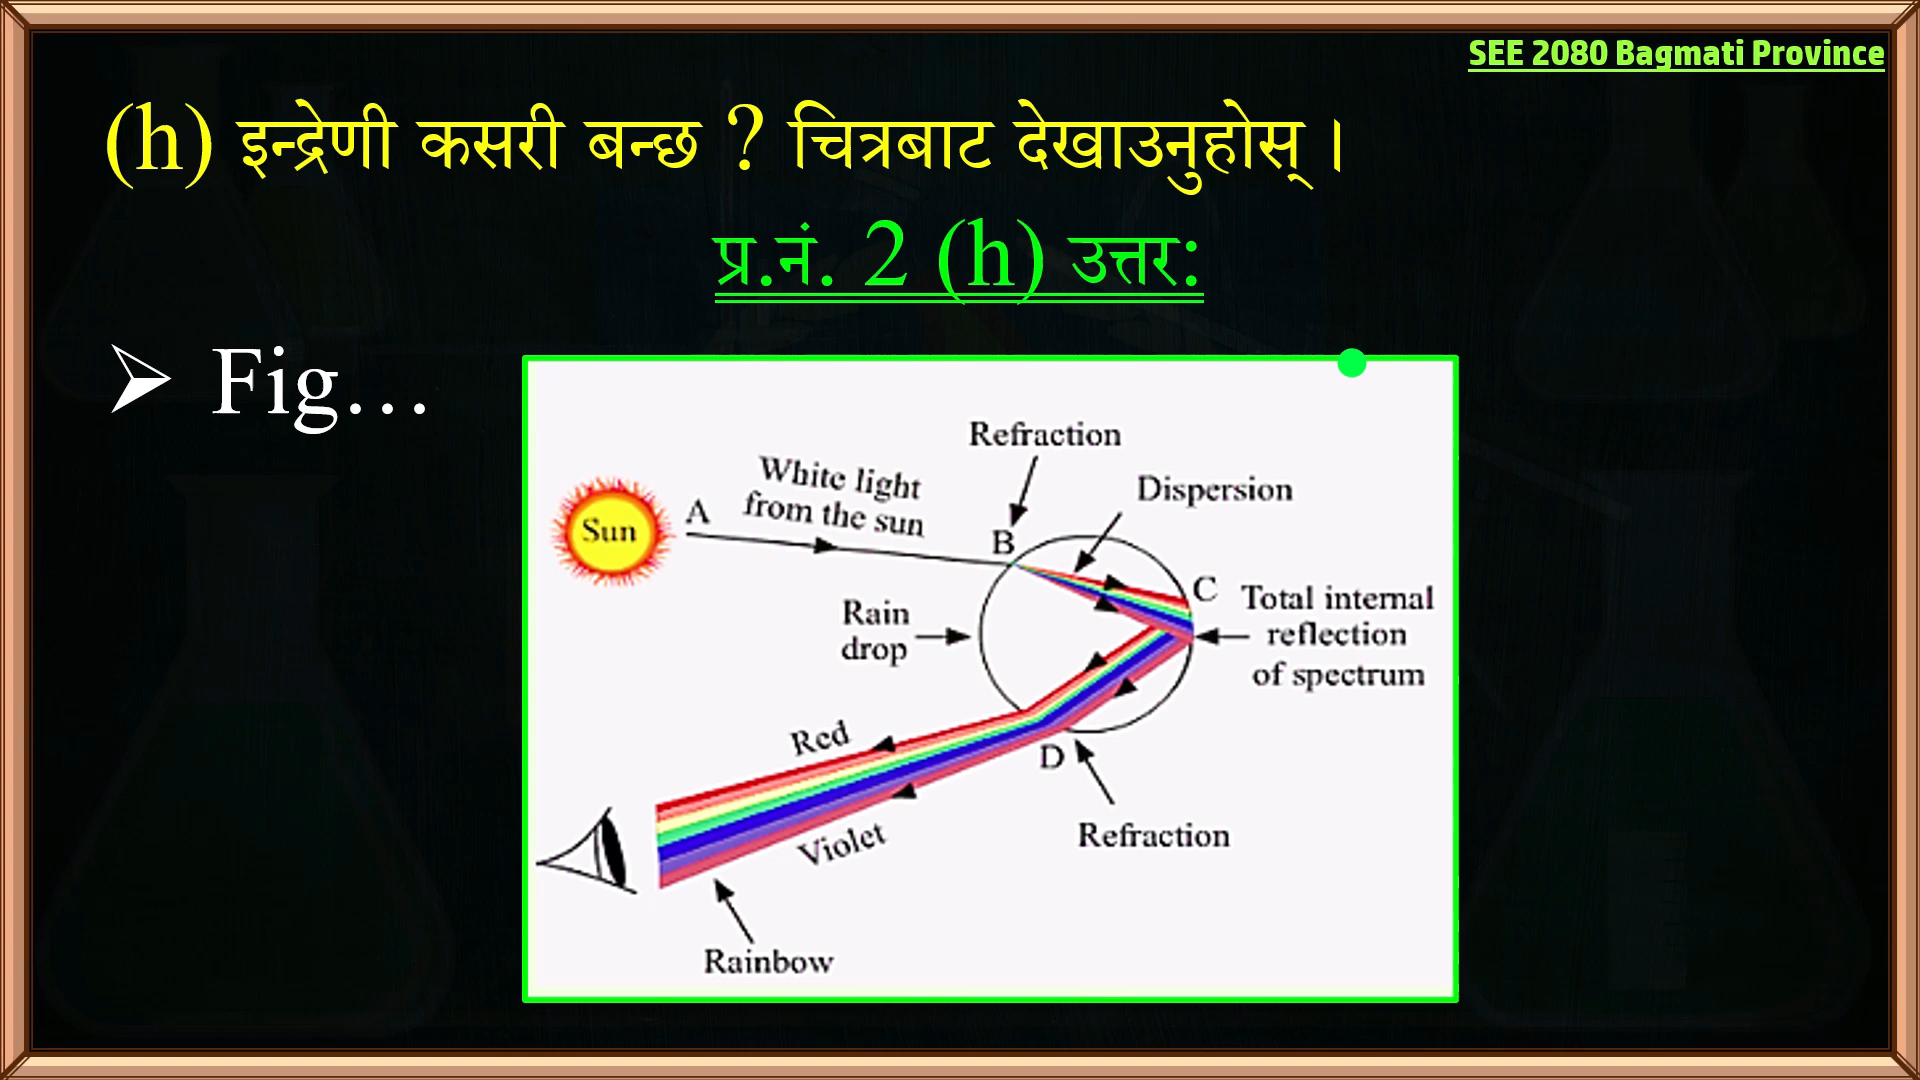 SEE 2080 Bagmati Province
(h) इन्द्रेणी कसरी बन्छ ? चित्रबाट देखाउनुहोस् ।
प्र.नं. 2 (h) उत्तर:
➢ Fig…
Refraction
White light
from the sun
Dispersion
Sun
A
B
C
Total internal
reflection
of spectrum
Rain
drop
Red
D
Violet
Refraction
Rainbow